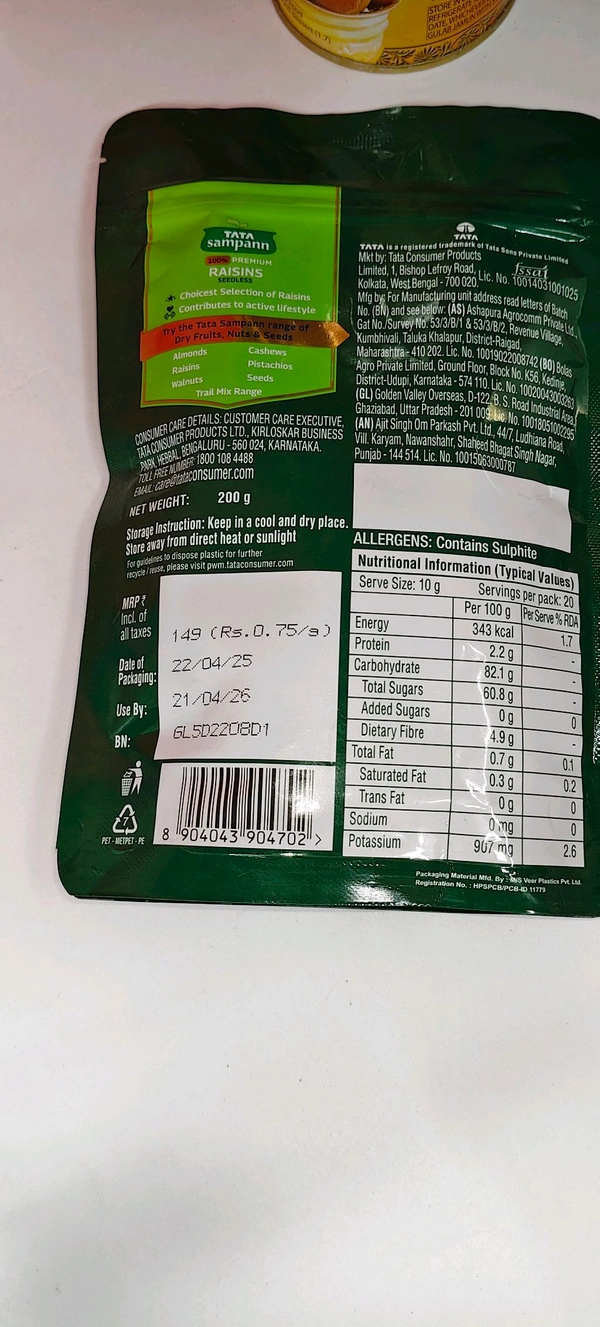 STORE IN
REFRIGERATE
DATE, WHICHEVER
GULAB JAMUN
TATA
sampann
100% PREMIUM
RAISINS
SEEDLESS
Choicest Selection of Raisins
Contributes to active lifestyle
Try the Tata Sampann range of
Dry Fruits, Nuts & Seeds
Almonds Cashews
Raisins Pistachios
Walnuts Seeds
Trail Mix Range
CONSUMER CARE DETAILS: CUSTOMER CARE EXECUTIVE,
TATA CONSUMER PRODUCTS LTD., KIRLOSKAR BUSINESS
PARK, HEBBAL, BENGALURU - 560 024, KARNATAKA.
TOLL FREE NUMBER: 1800 108 4488
EMAIL: care@tataconsumer.com
NET WEIGHT: 200 g
Storage Instruction: Keep in a cool and dry place.
Store away from direct heat or sunlight
For guidelines to dispose plastic for further
recycle / reuse, please visit pwm.tataconsumer.com
MRP ₹
Incl. of
all taxes
149 (Rs.0.75/g)
Date of
Packaging:
22/04/25
Use By:
21/04/26
BN:
GL5D2208D1
PET - METPET - PE
8 904043 904702 >
TATA
TATA is a registered trademark of Tata Sons Private Limited
Mkt by: Tata Consumer Products
Limited, 1, Bishop Lefroy Road,
Kolkata, West Bengal - 700 020.
fssai
Lic. No. 10014031001025
Mfg by: For Manufacturing unit address read letters of Batch
No. (BN) and see below: (AS) Ashapura Agrocomm Private Ltd.,
Gat No./Survey No. 53/3/B/1 & 53/3/B/2, Revenue Village,
Kumbhivali, Taluka Khalapur, District-Raigad,
Maharashtra - 410 202. Lic. No. 10019022008742 (BO) Bolas
Agro Private Limited, Ground Floor, Block No. K56, Kedinje,
District-Udupi, Karnataka - 574 110. Lic. No. 10020043003263
(GL) Golden Valley Overseas, D-122, B. S. Road Industrial Area,
Ghaziabad, Uttar Pradesh - 201 009. Lic. No. 10018051002295
(AN) Ajit Singh Om Parkash Pvt. Ltd., 44/7, Ludhiana Road,
Vill. Karyam, Nawanshahr, Shaheed Bhagat Singh Nagar,
Punjab - 144 514. Lic. No. 10015063000787
ALLERGENS: Contains Sulphite
Nutritional Information (Typical Values)
Serve Size: 10 g Servings per pack: 20
Per 100 g Per Serve % RDA
Energy 343 kcal 1.7
Protein 2.2 g -
Carbohydrate 82.1 g -
Total Sugars 60.8 g -
Added Sugars 0 g 0
Dietary Fibre 4.9 g -
Total Fat 0.7 g 0.1
Saturated Fat 0.3 g 0.2
Trans Fat 0 g 0
Sodium mg 0
Potassium 907 mg 2.6
Packaging Material Mfd. By : M/S Veer Plastics Pvt. Ltd.
Registration No. : HPSPCB/PCB-ID 11779